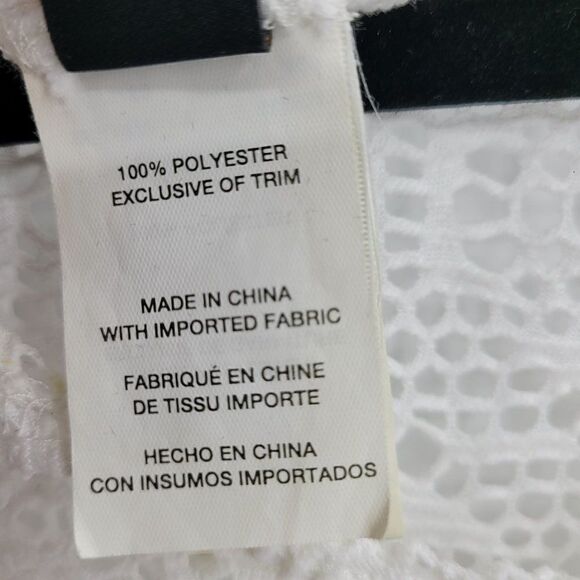 100% POLYESTER
EXCLUSIVE OF TRIM
MADE IN CHINA
WITH IMPORTED FABRIC
FABRIQUÉ EN CHINE
DE TISSU IMPORTE
HECHO EN CHINA
CON INSUMOS IMPORTADOS